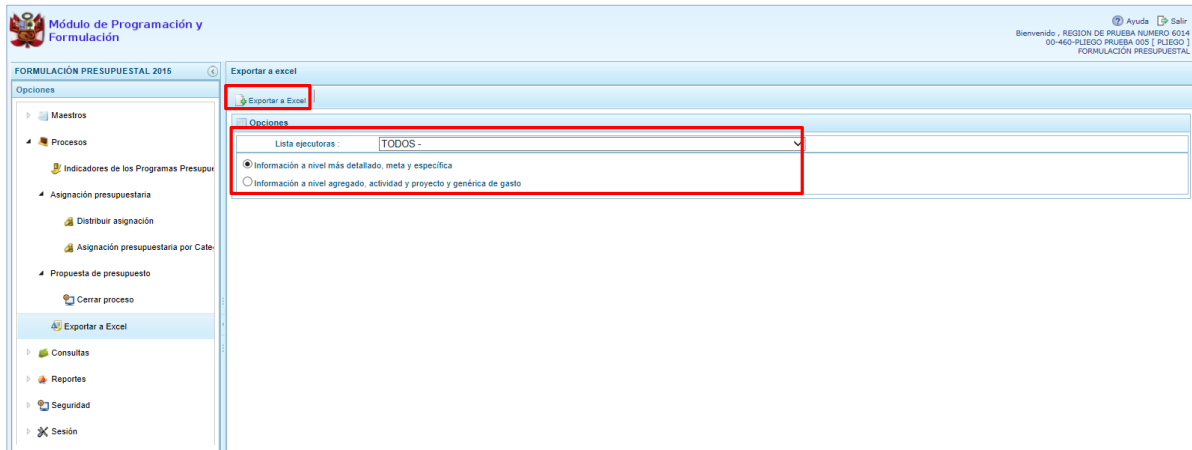 Módulo de Programación y
Formulación
Ayuda Salir
Bienvenido , REGION DE PRUEBA NUMERO 6014
00-460-PLIEGO PRUEBA 005 [ PLIEGO ]
FORMULACIÓN PRESUPUESTAL
FORMULACIÓN PRESUPUESTAL 2015
Opciones
Maestros
Procesos
Indicadores de los Programas Presupue
Asignación presupuestaria
Distribuir asignación
Asignación presupuestaria por Cate
Propuesta de presupuesto
Cerrar proceso
Exportar a Excel
Consultas
Reportes
Seguridad
Sesión
Exportar a excel
Exportar a Excel
Opciones
Lista ejecutoras : TODOS -
Información a nivel más detallado, meta y específica
Información a nivel agregado, actividad y proyecto y genérica de gasto